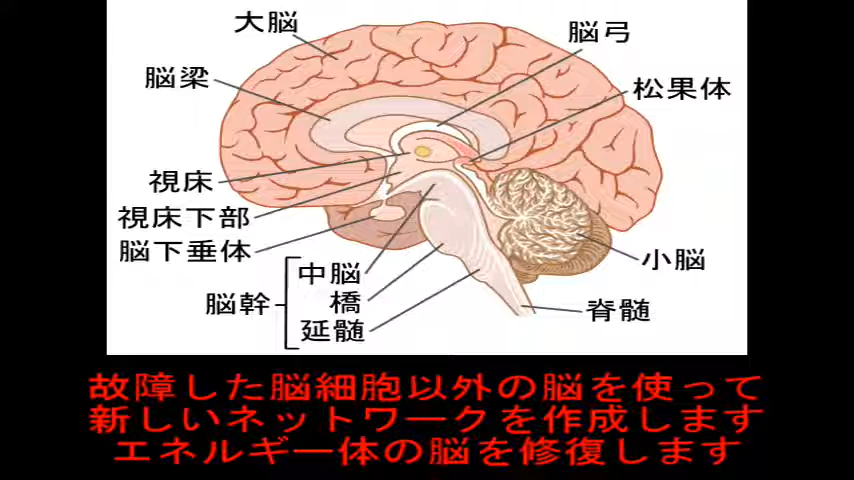 大脳
脳弓
脳梁
松果体
視床
視床下部
脳下垂体
小脳
中脳
脳幹
橋
脊髄
延髄
故障した脳細胞以外の脳を使って
新しいネットワークを作成します
エネルギー体の脳を修復します